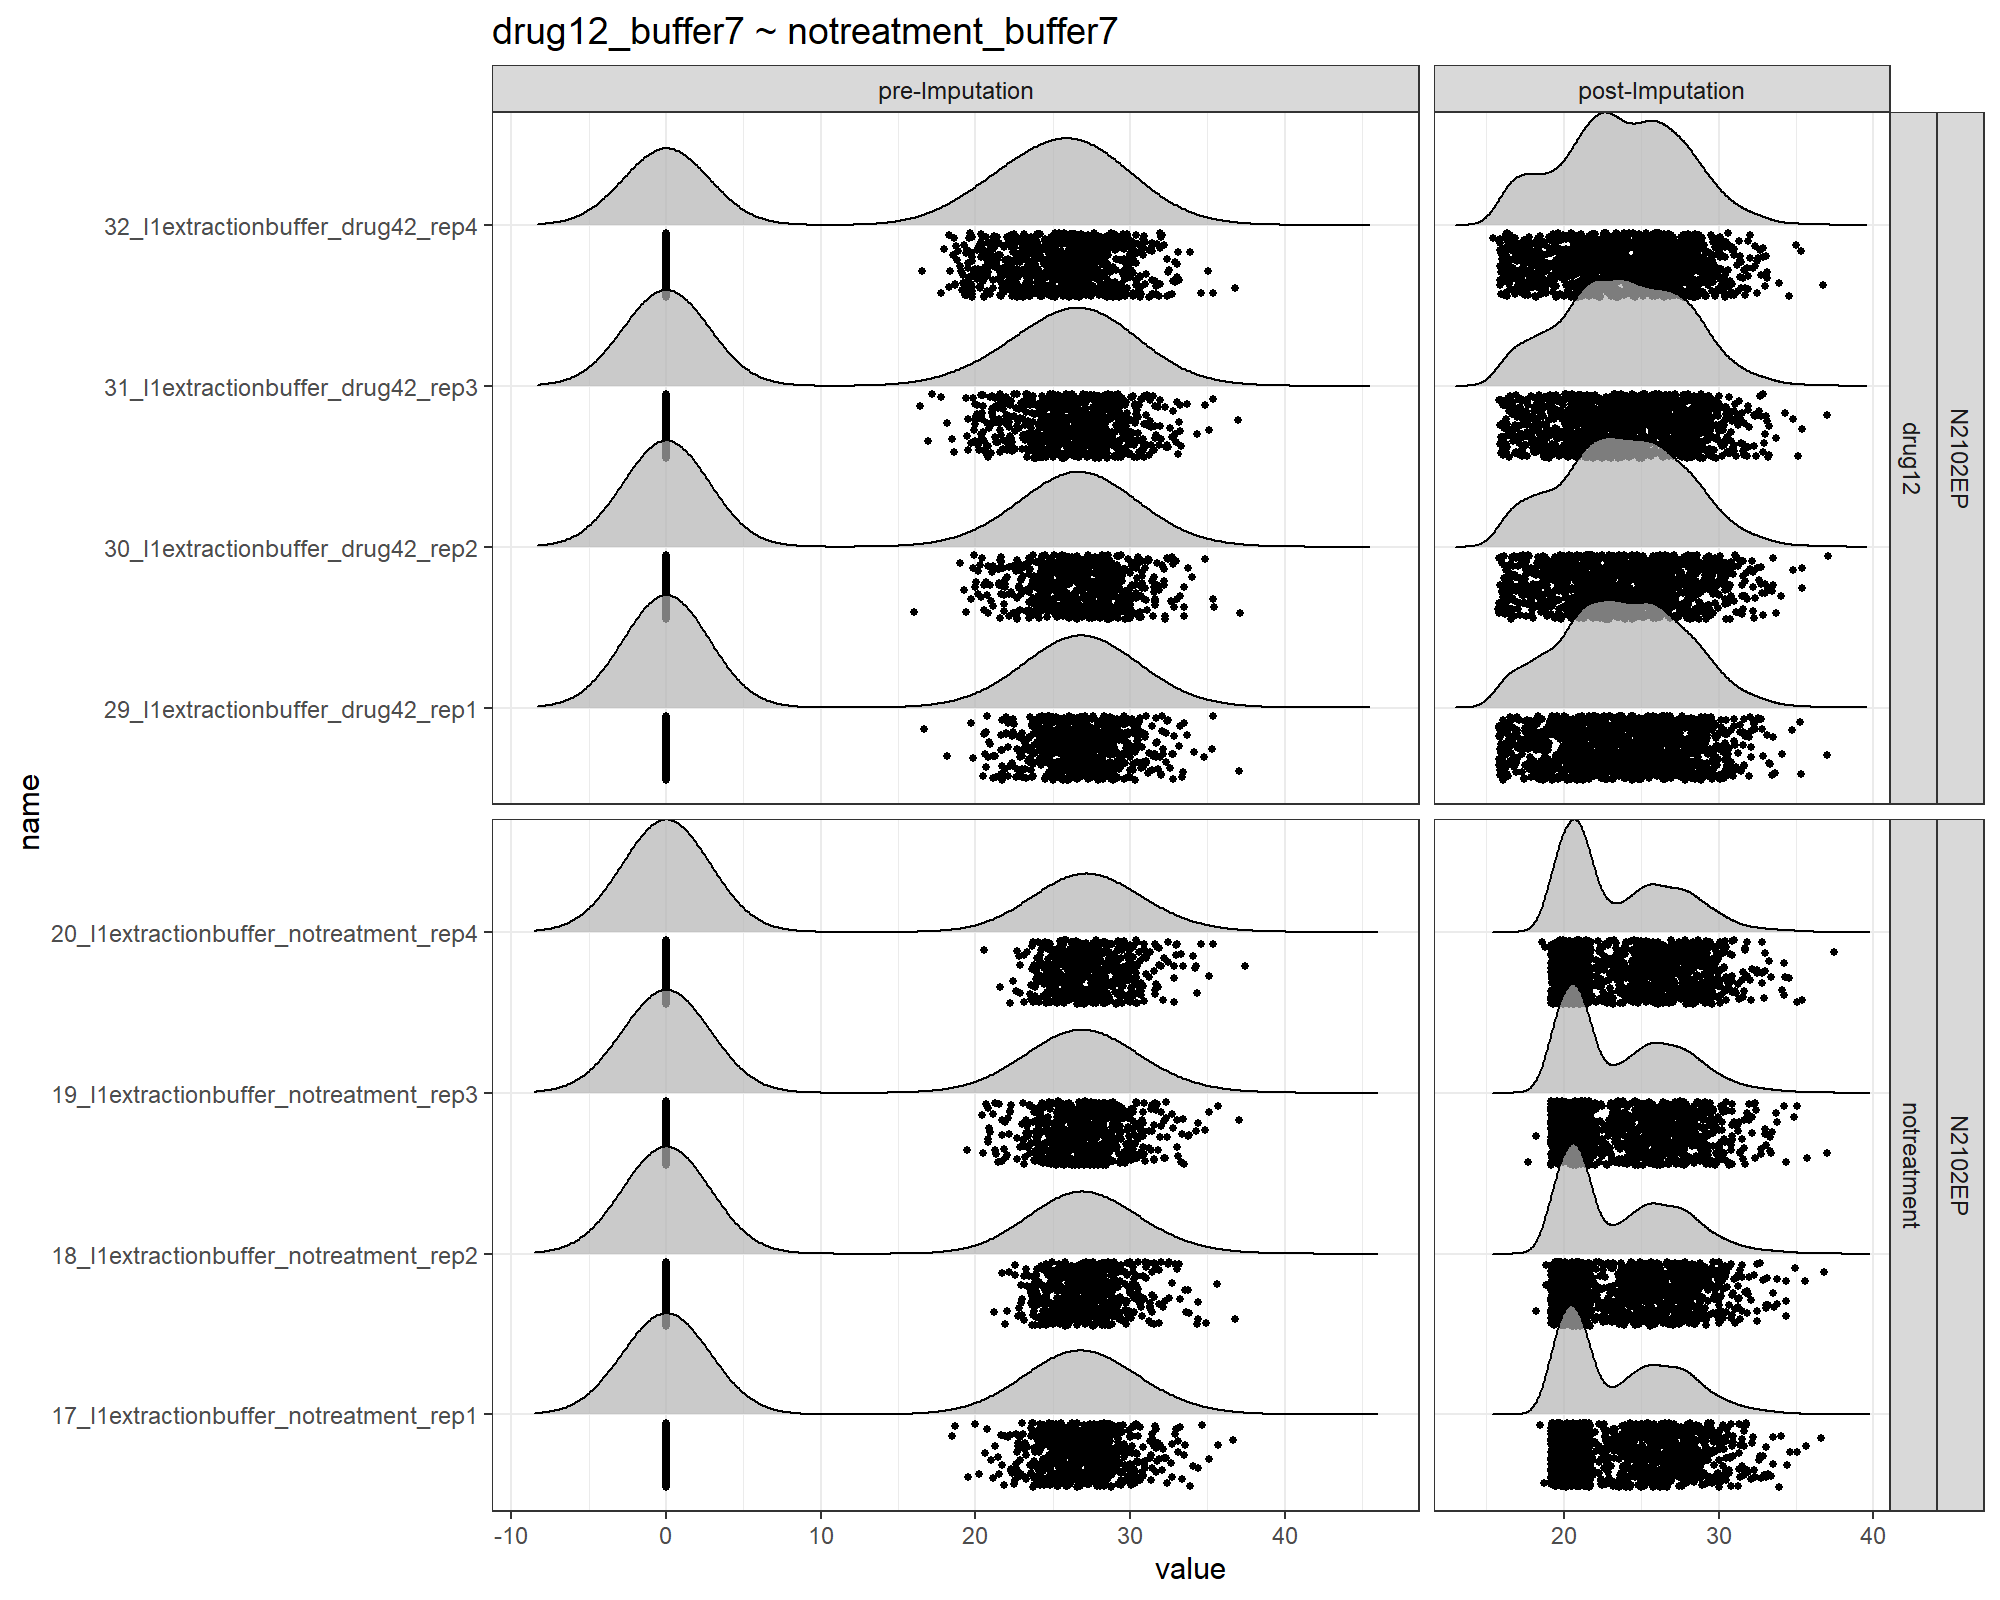 drug12_buffer7 ~ notreatment_buffer7
pre-Imputation
post-Imputation
32_l1extractionbuffer_drug42_rep4
31_l1extractionbuffer_drug42_rep3
30_l1extractionbuffer_drug42_rep2
29_l1extractionbuffer_drug42_rep1
drug12
N2102EP
name
20_l1extractionbuffer_notreatment_rep4
19_l1extractionbuffer_notreatment_rep3
18_l1extractionbuffer_notreatment_rep2
17_l1extractionbuffer_notreatment_rep1
notreatment
N2102EP
-10 0 10 20 30 40
20 30 40
value